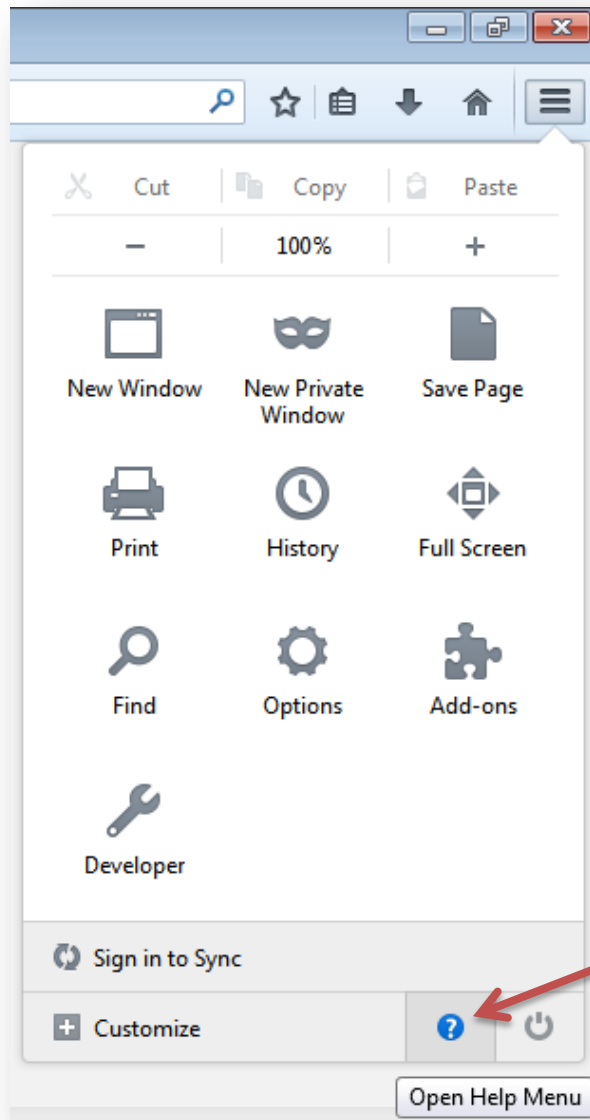 Cut Copy Paste
− 100% +
New Window New Private Window Save Page
Print History Full Screen
Find Options Add-ons
Developer
Sign in to Sync
Customize ?
Open Help Menu